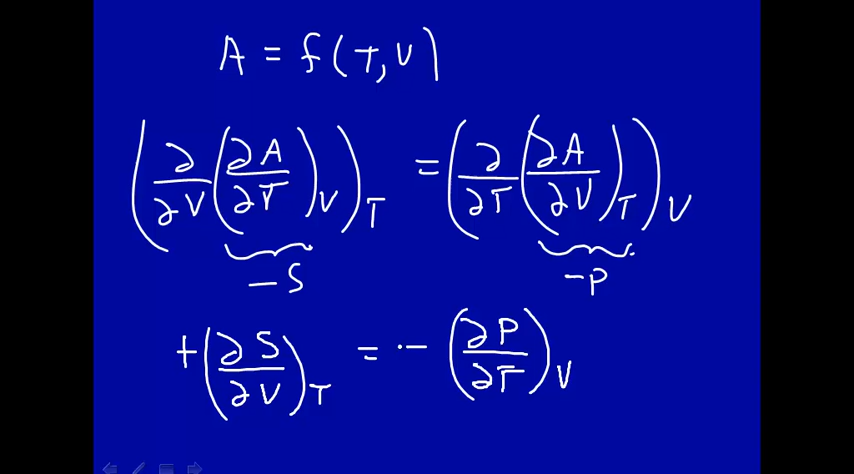 A = f(T,V)
(∂/∂V (∂A/∂T)_V)_T = (∂/∂T (∂A/∂V)_T)_V
-S -P
+(∂S/∂V)_T = ·- (∂P/∂T)_V